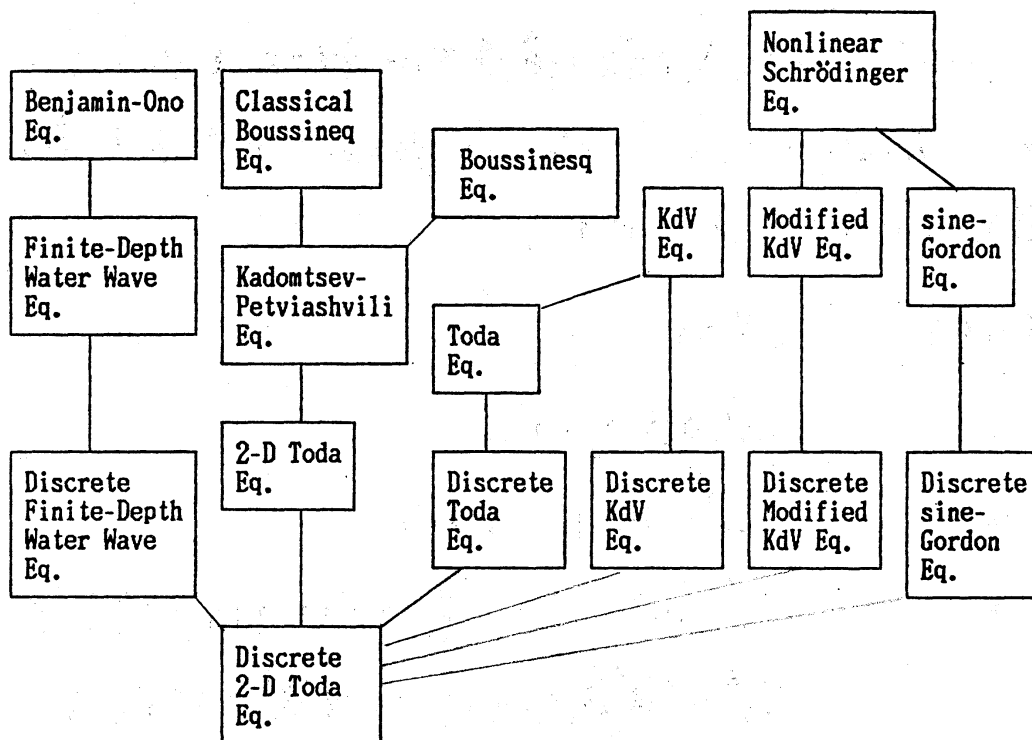 Benjamin-Ono
Eq.
Classical
Boussineq
Eq.
Boussinesq
Eq.
Nonlinear
Schrödinger
Eq.
Finite-Depth
Water Wave
Eq.
Kadomtsev-
Petviashvili
Eq.
KdV
Eq.
Modified
KdV Eq.
sine-
Gordon
Eq.
Toda
Eq.
2-D Toda
Eq.
Discrete
Finite-Depth
Water Wave
Eq.
Discrete
Toda
Eq.
Discrete
KdV
Eq.
Discrete
Modified
KdV Eq.
Discrete
sine-
Gordon
Eq.
Discrete
2-D Toda
Eq.